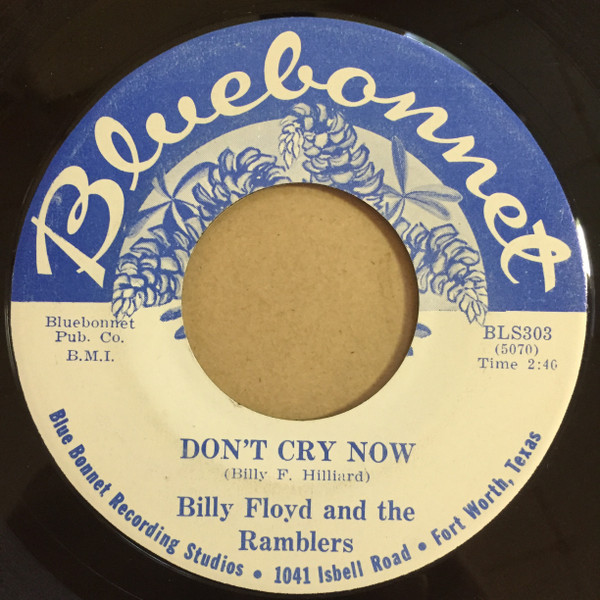 Bluebonnet
Bluebonnet
Pub. Co.
B.M.I.
BLS303
(5070)
Time 2:46
DON'T CRY NOW
(Billy F. Hilliard)
Billy Floyd and the
Ramblers
Blue Bonnet Recording Studios • 1041 Isbell Road • Fort Worth, Texas